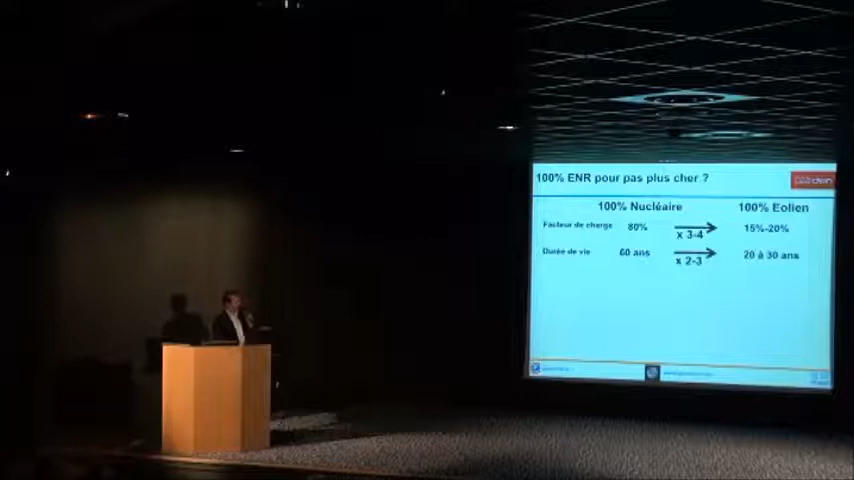 100% ENR pour pas plus cher ?
100% Nucléaire 100% Eolien
Facteur de charge 80% x 3-4 15%-20%
Durée de vie 60 ans x 2-3 20 à 30 ans